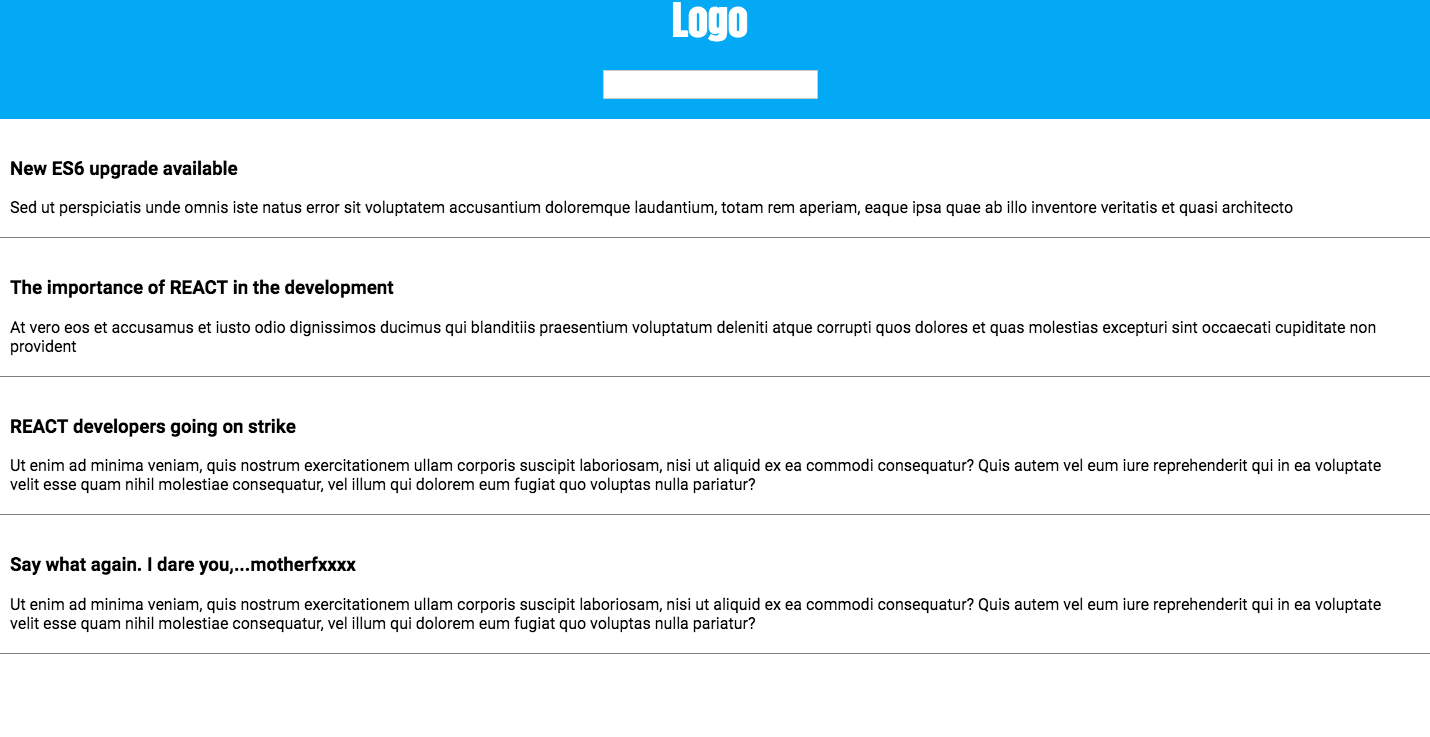 Logo
New ES6 upgrade available
Sed ut perspiciatis unde omnis iste natus error sit voluptatem accusantium doloremque laudantium, totam rem aperiam, eaque ipsa quae ab illo inventore veritatis et quasi architecto
The importance of REACT in the development
At vero eos et accusamus et iusto odio dignissimos ducimus qui blanditiis praesentium voluptatum deleniti atque corrupti quos dolores et quas molestias excepturi sint occaecati cupiditate non
provident
REACT developers going on strike
Ut enim ad minima veniam, quis nostrum exercitationem ullam corporis suscipit laboriosam, nisi ut aliquid ex ea commodi consequatur? Quis autem vel eum iure reprehenderit qui in ea voluptate
velit esse quam nihil molestiae consequatur, vel illum qui dolorem eum fugiat quo voluptas nulla pariatur?
Say what again. I dare you,...motherfxxxx
Ut enim ad minima veniam, quis nostrum exercitationem ullam corporis suscipit laboriosam, nisi ut aliquid ex ea commodi consequatur? Quis autem vel eum iure reprehenderit qui in ea voluptate
velit esse quam nihil molestiae consequatur, vel illum qui dolorem eum fugiat quo voluptas nulla pariatur?